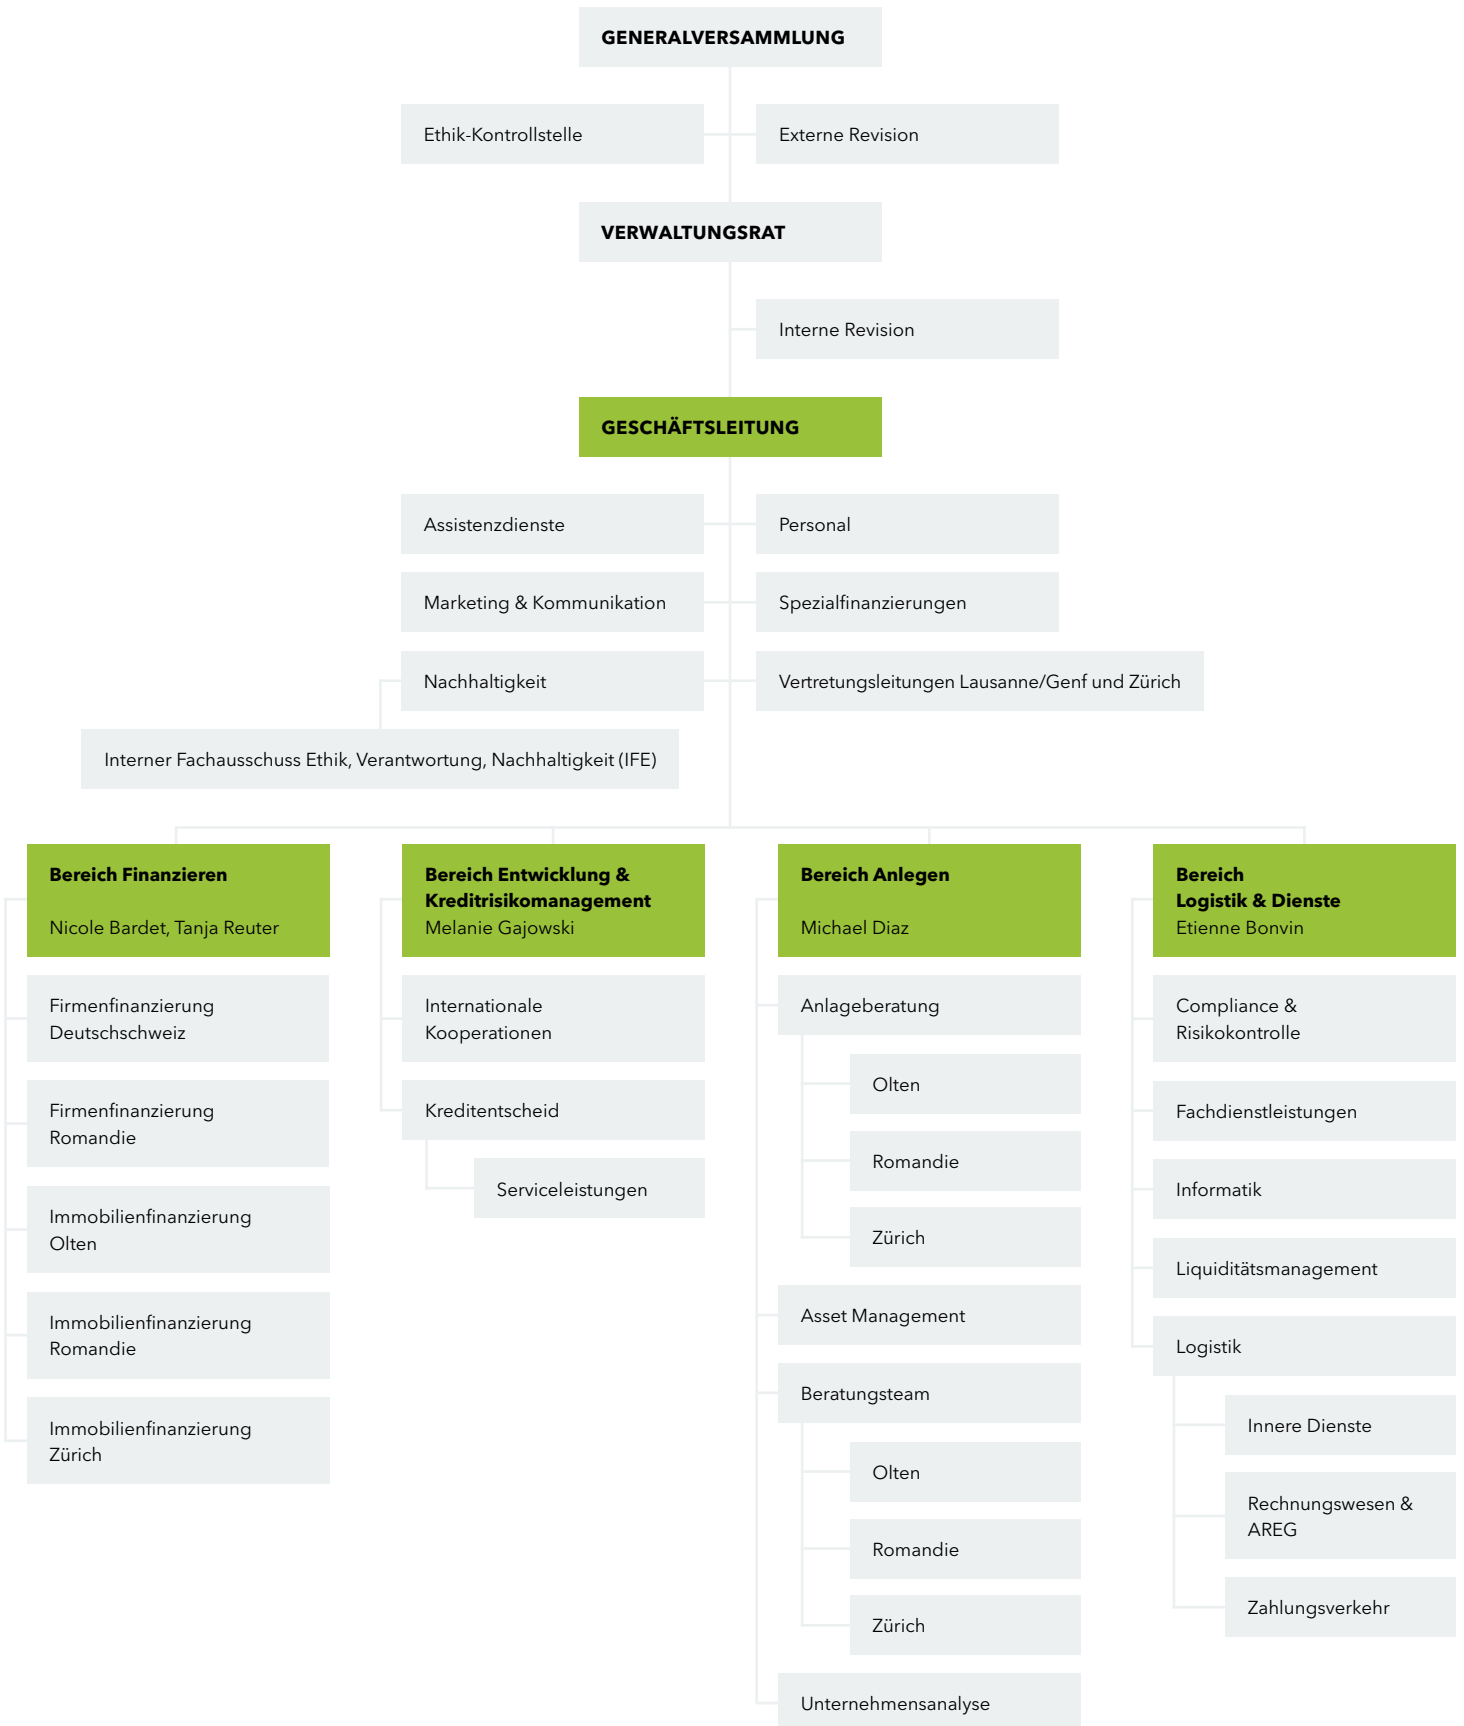 GENERALVERSAMMLUNG
Ethik-Kontrollstelle
Externe Revision
VERWALTUNGSRAT
Interne Revision
GESCHÄFTSLEITUNG
Assistenzdienste
Personal
Marketing & Kommunikation
Spezialfinanzierungen
Nachhaltigkeit
Vertretungsleitungen Lausanne/Genf und Zürich
Interner Fachausschuss Ethik, Verantwortung, Nachhaltigkeit (IFE)
Bereich Finanzieren
Nicole Bardet, Tanja Reuter
Firmenfinanzierung
Deutschschweiz
Firmenfinanzierung
Romandie
Immobilienfinanzierung
Olten
Immobilienfinanzierung
Romandie
Immobilienfinanzierung
Zürich
Bereich Entwicklung &
Kreditrisikomanagement
Melanie Gajowski
Internationale
Kooperationen
Kreditentscheid
Serviceleistungen
Bereich Anlegen
Michael Diaz
Anlageberatung
Olten
Romandie
Zürich
Asset Management
Beratungsteam
Olten
Romandie
Zürich
Unternehmensanalyse
Bereich
Logistik & Dienste
Etienne Bonvin
Compliance &
Risikokontrolle
Fachdienstleistungen
Informatik
Liquiditätsmanagement
Logistik
Innere Dienste
Rechnungswesen &
AREG
Zahlungsverkehr